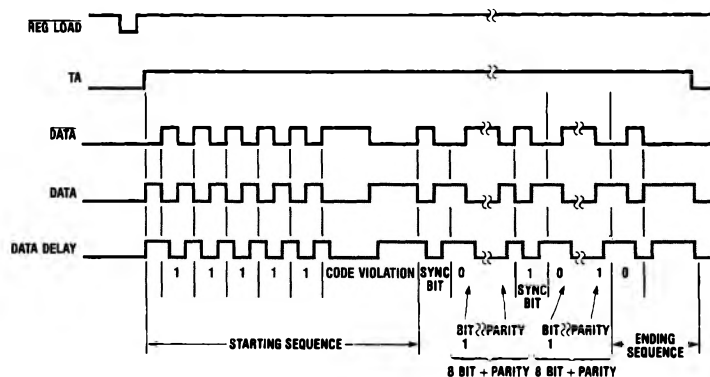 REG LOAD
TA
DATA
DATA
DATA DELAY
1 1 1 1 1 CODE VIOLATION SYNC BIT 0 1 0 1 0
SYNC BIT
BIT 1 PARITY BIT 1 PARITY
STARTING SEQUENCE
ENDING SEQUENCE
8 BIT + PARITY 8 BIT + PARITY